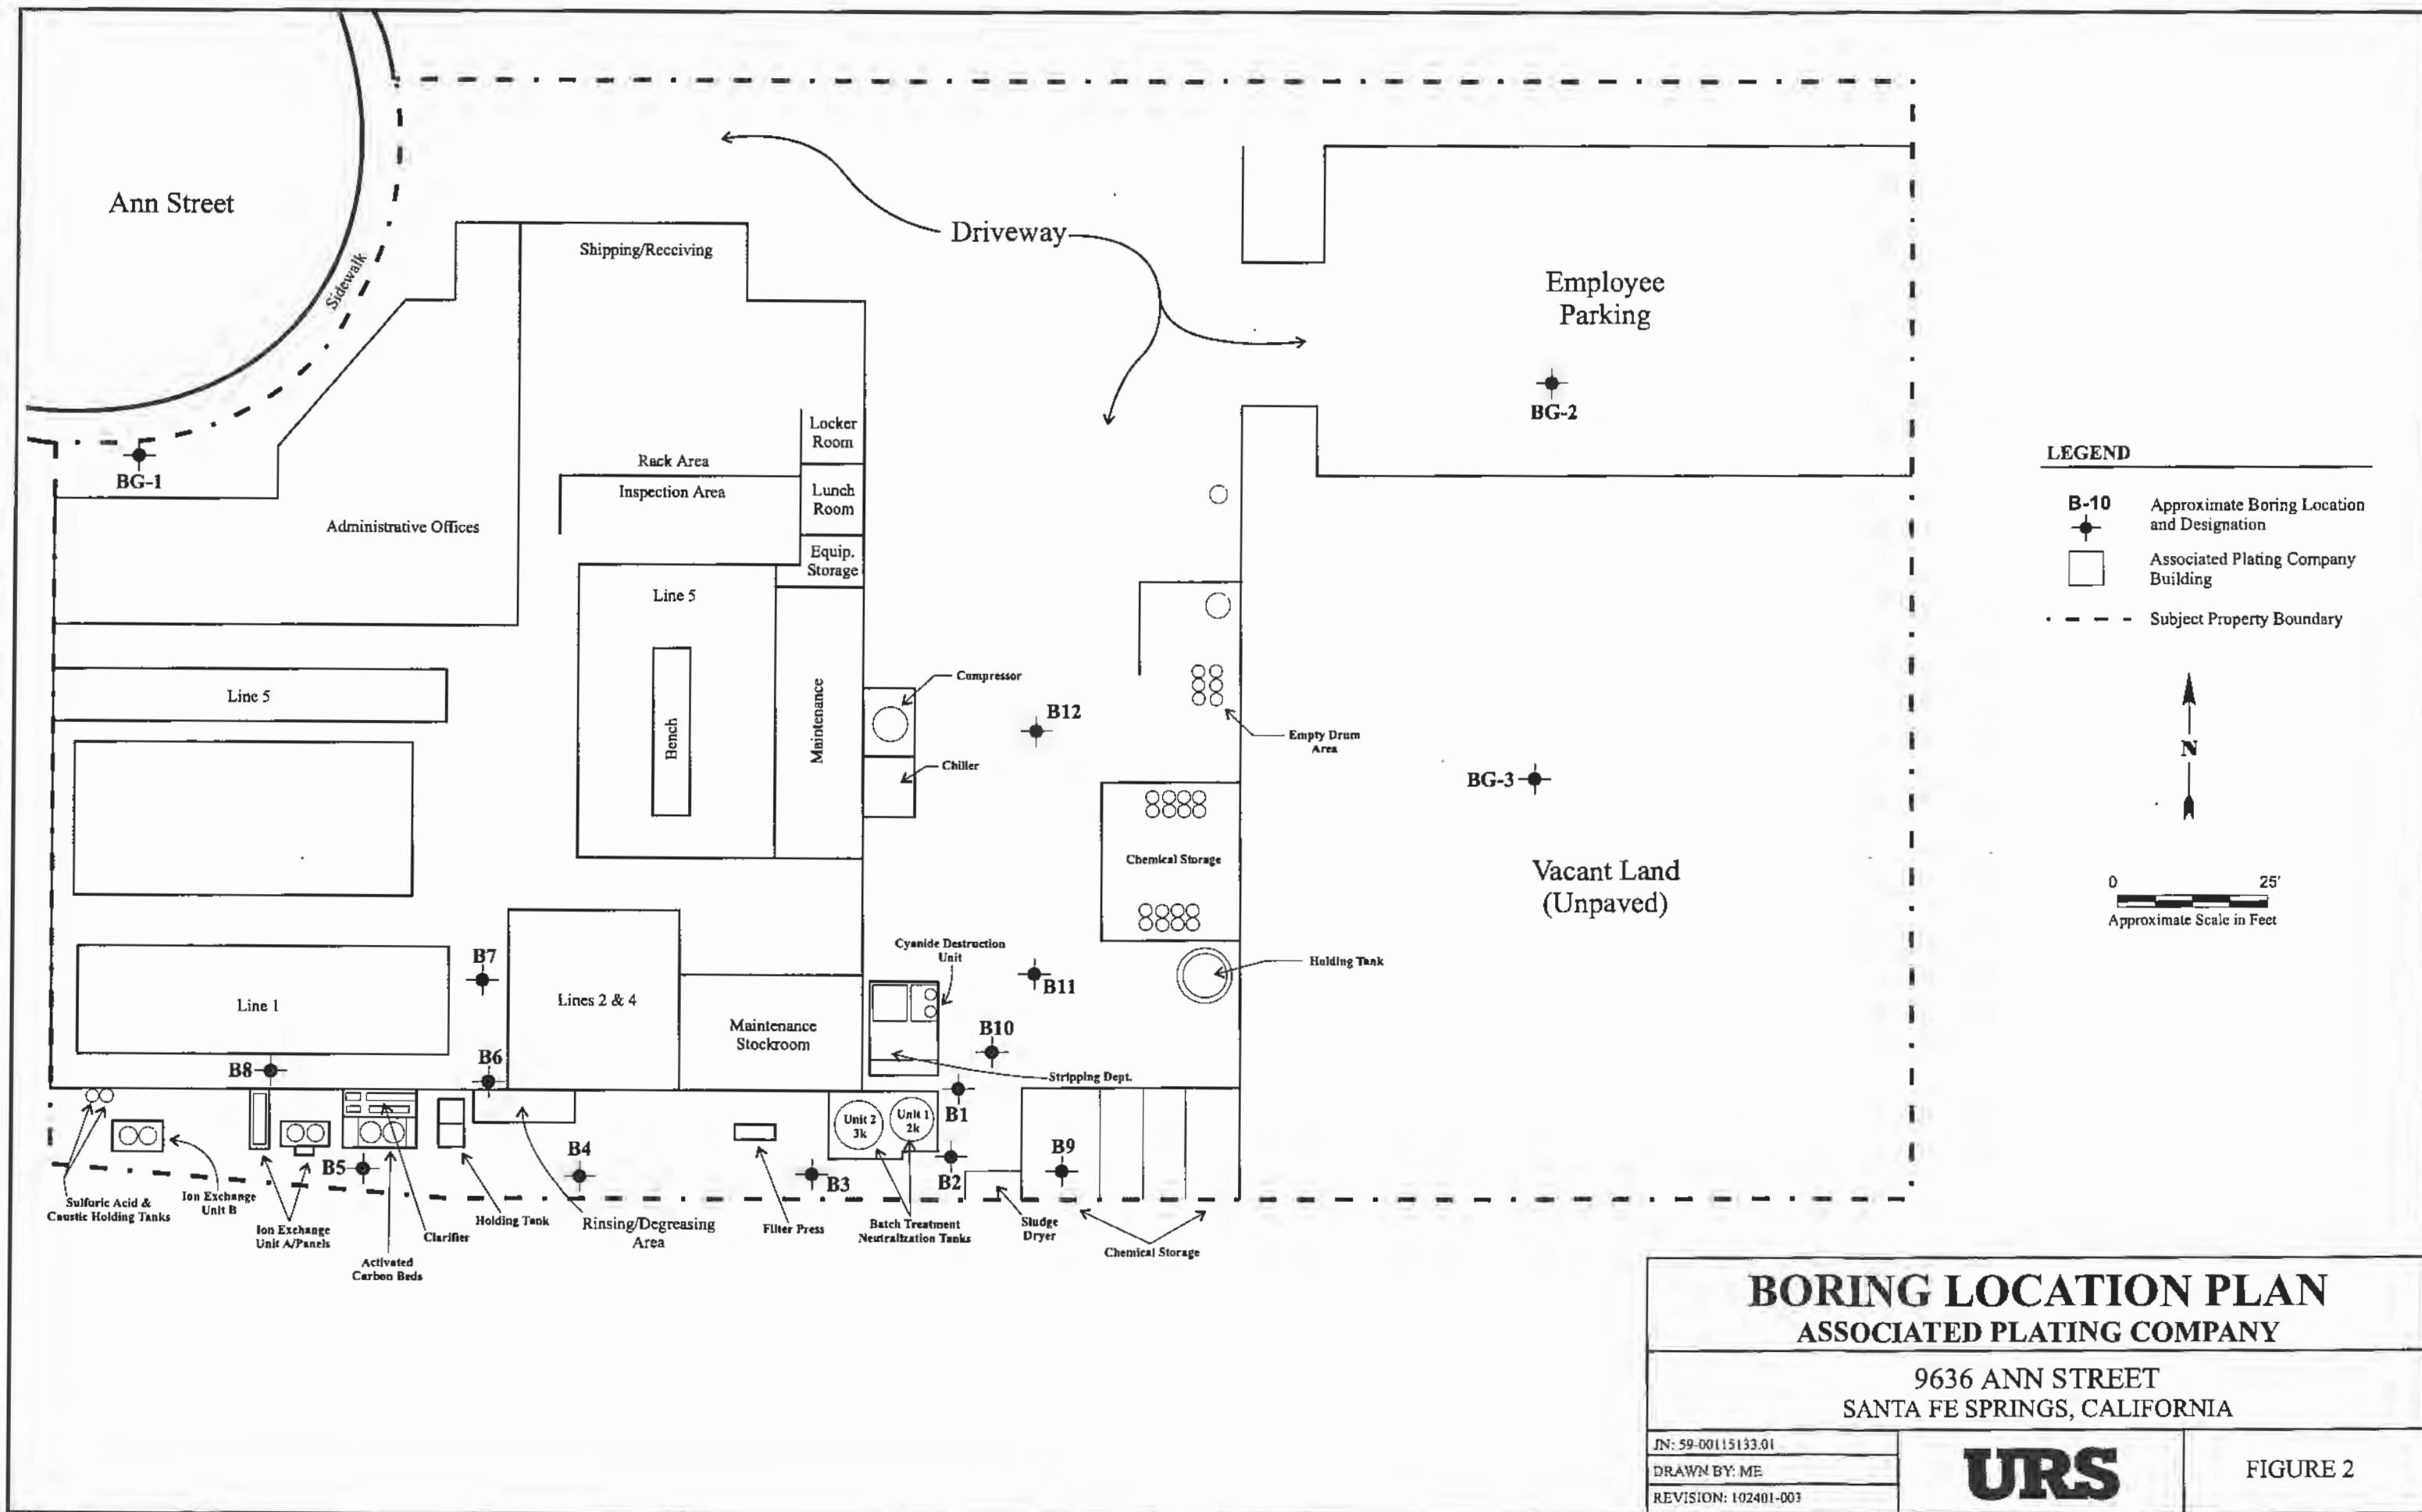 Ann Street
Sidewalk
Shipping/Receiving
Driveway
Employee
Parking
BG-2
BG-1
Locker
Room
Rack Area
Inspection Area
Lunch
Room
Administrative Offices
Equip.
Storage
Line 5
Line 5
Bench
Maintenance
Compressor
B12
Chiller
Empty Drum
Area
BG-3
Chemical Storage
Vacant Land
(Unpaved)
Cyanide Destruction
Unit
B7
Line 1
Lines 2 & 4
Maintenance
Stockroom
B11
Holding Tank
B10
B6
B8
Stripping Dept.
Unit 2
3k
Unit 1
2k
B1
B5
B4
B3
B2
B9
Sulfuric Acid &
Caustic Holding Tanks
Ion Exchange
Unit B
Ion Exchange
Unit A/Panels
Activated
Carbon Beds
Clarifier
Holding Tank
Rinsing/Degreasing
Area
Filter Press
Batch Treatment
Neutralization Tanks
Sludge
Dryer
Chemical Storage
LEGEND
B-10
Approximate Boring Location
and Designation
Associated Plating Company
Building
Subject Property Boundary
N
0 25'
Approximate Scale in Feet
BORING LOCATION PLAN
ASSOCIATED PLATING COMPANY
9636 ANN STREET
SANTA FE SPRINGS, CALIFORNIA
JN: 59-00115133.01
DRAWN BY: ME
REVISION: 102401-003
URS
FIGURE 2